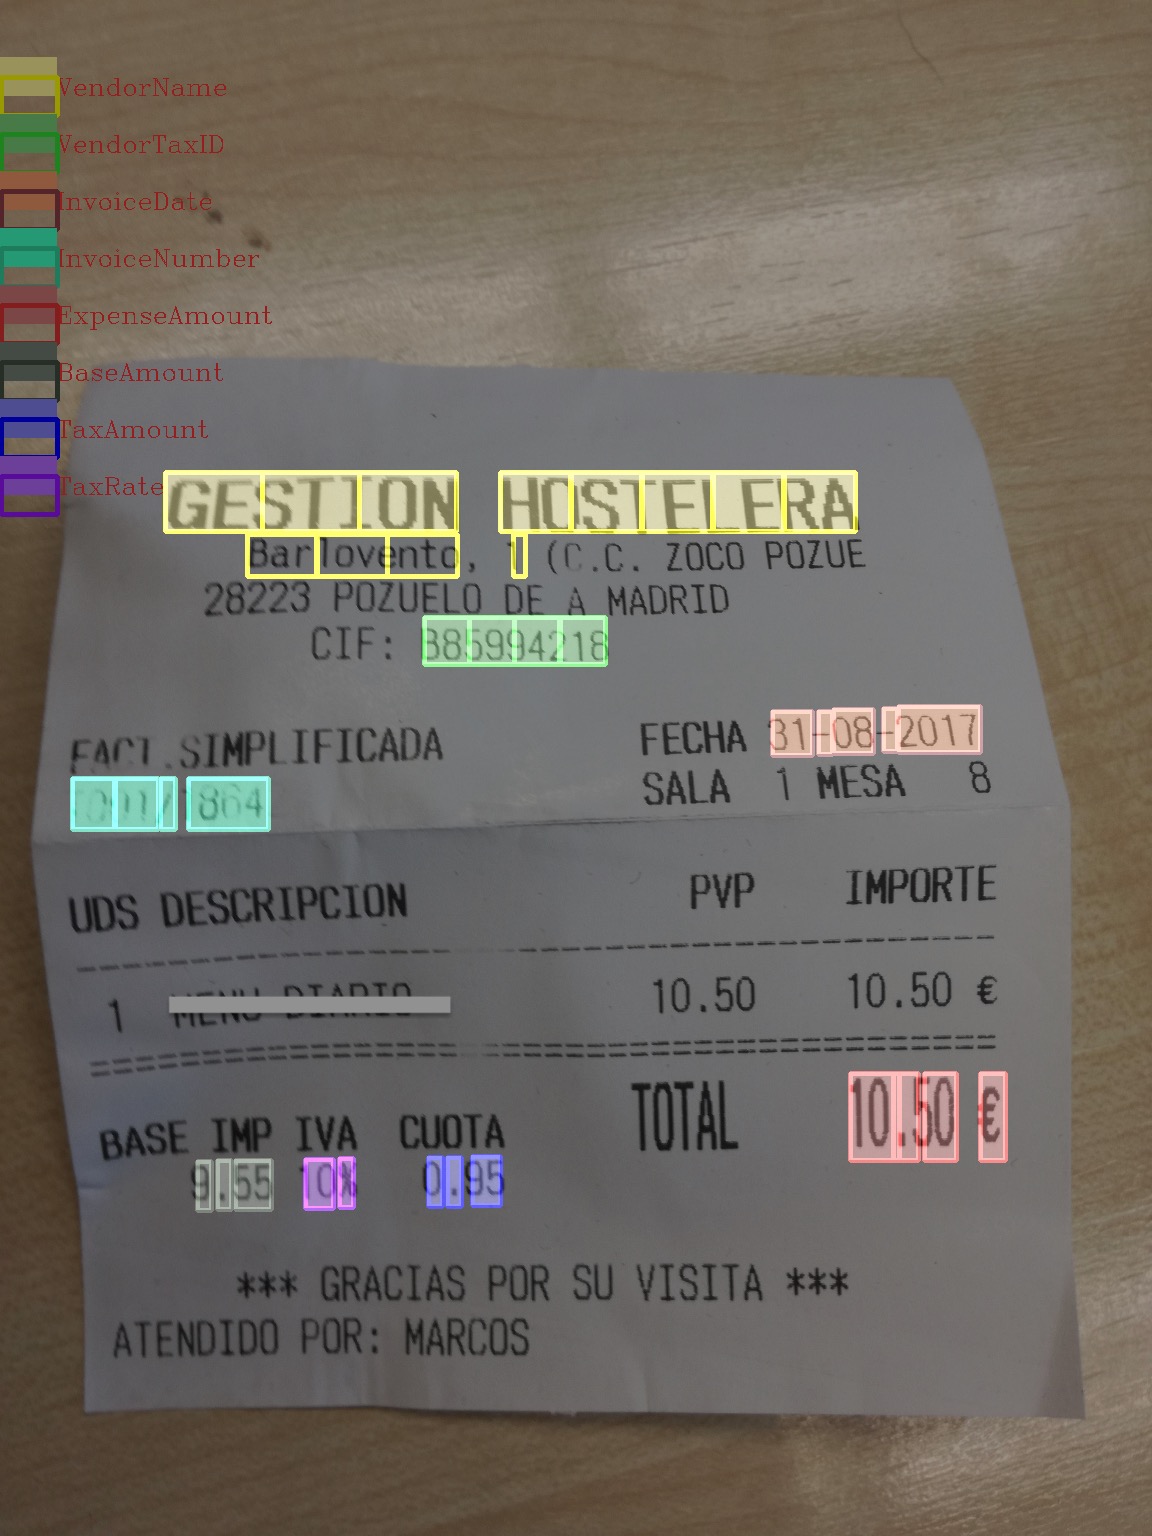 VendorName
VendorTaxID
InvoiceDate
InvoiceNumber
ExpenseAmount
BaseAmount
TaxAmount
TaxRate
GESTION HOSTELERA
Barlovento, 1 (C.C. ZOCO POZUE
28223 POZUELO DE A MADRID
CIF: B85994218
FACT.SIMPLIFICADA
FECHA 31-08-2017
SALA 1 MESA 8
UDS DESCRIPCION PVP IMPORTE
1 MENU DIARIO 10.50 10.50 €
TOTAL 10.50 €
BASE IMP IVA CUOTA
9.55 10% 0.95
*** GRACIAS POR SU VISITA ***
ATENDIDO POR: MARCOS